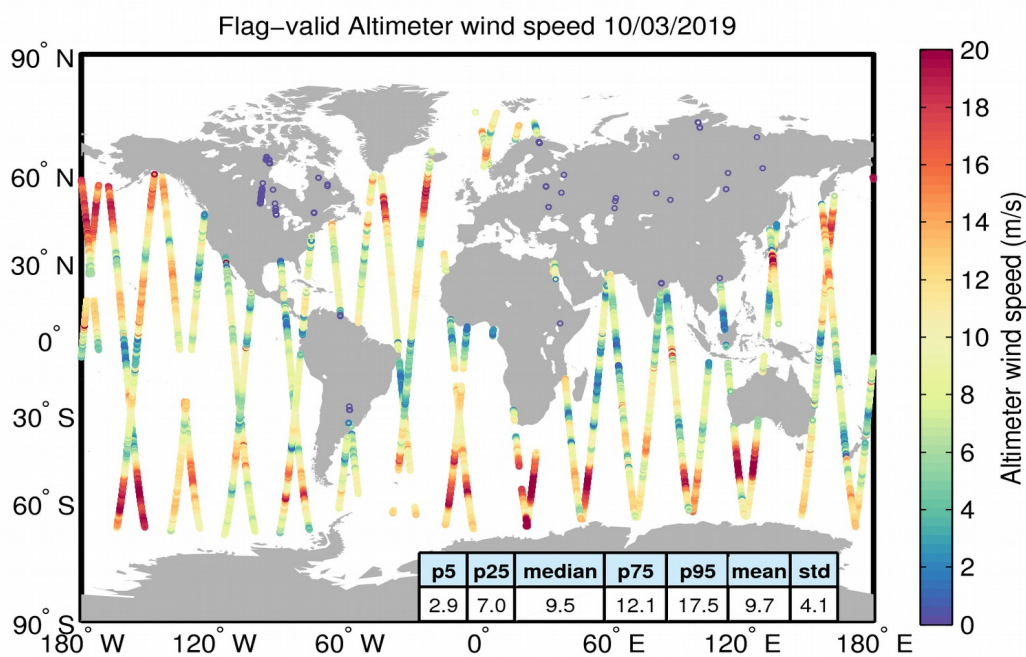 Flag−valid Altimeter wind speed 10/03/2019
90° N
60° N
30° N
0°
30° S
60° S
90° S
180° W
120° W
60° W
0°
60° E
120° E
180° E
p5 p25 median p75 p95 mean std
2.9 7.0 9.5 12.1 17.5 9.7 4.1
20
18
16
14
12
10
8
6
4
2
0
Altimeter wind speed (m/s)